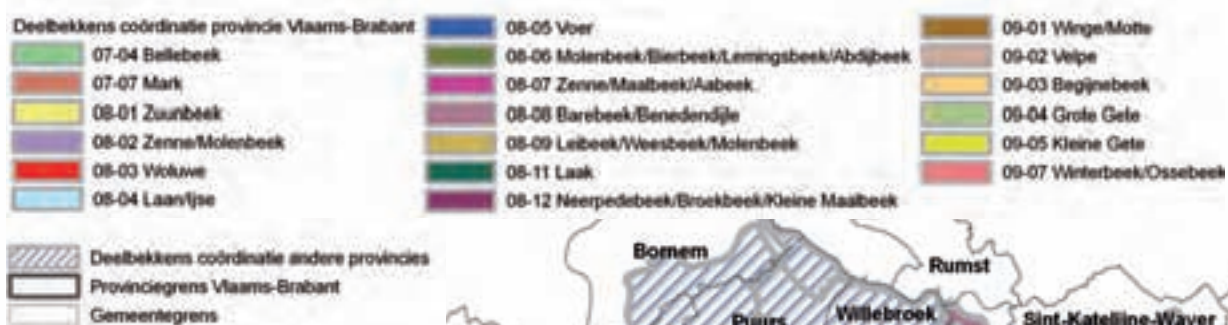 Deelbekkens coördinatie provincie Vlaams-Brabant
07-04 Bellebeek
07-07 Mark
08-01 Zuunbeek
08-02 Zenne/Molenbeek
08-03 Woluwe
08-04 Laan/Ijse
08-05 Voer
08-06 Molenbeek/Bierbeek/Lemingsbeek/Abdijbeek
08-07 Zenne/Maalbeek/Aabeek
08-08 Barebeek/Benedendijle
08-09 Leibeek/Weesbeek/Molenbeek
08-11 Laak
08-12 Neerpedebeek/Broekbeek/Kleine Maalbeek
09-01 Winge/Motte
09-02 Velpe
09-03 Begijnebeek
09-04 Grote Gete
09-05 Kleine Gete
09-07 Winterbeek/Ossebeek
Deelbekkens coördinatie andere provincies
Provinciegrens Vlaams-Brabant
Gemeentegrens
Bornem
Rumst
Puurs
Willebroek
Sint-Katelijne-Waver